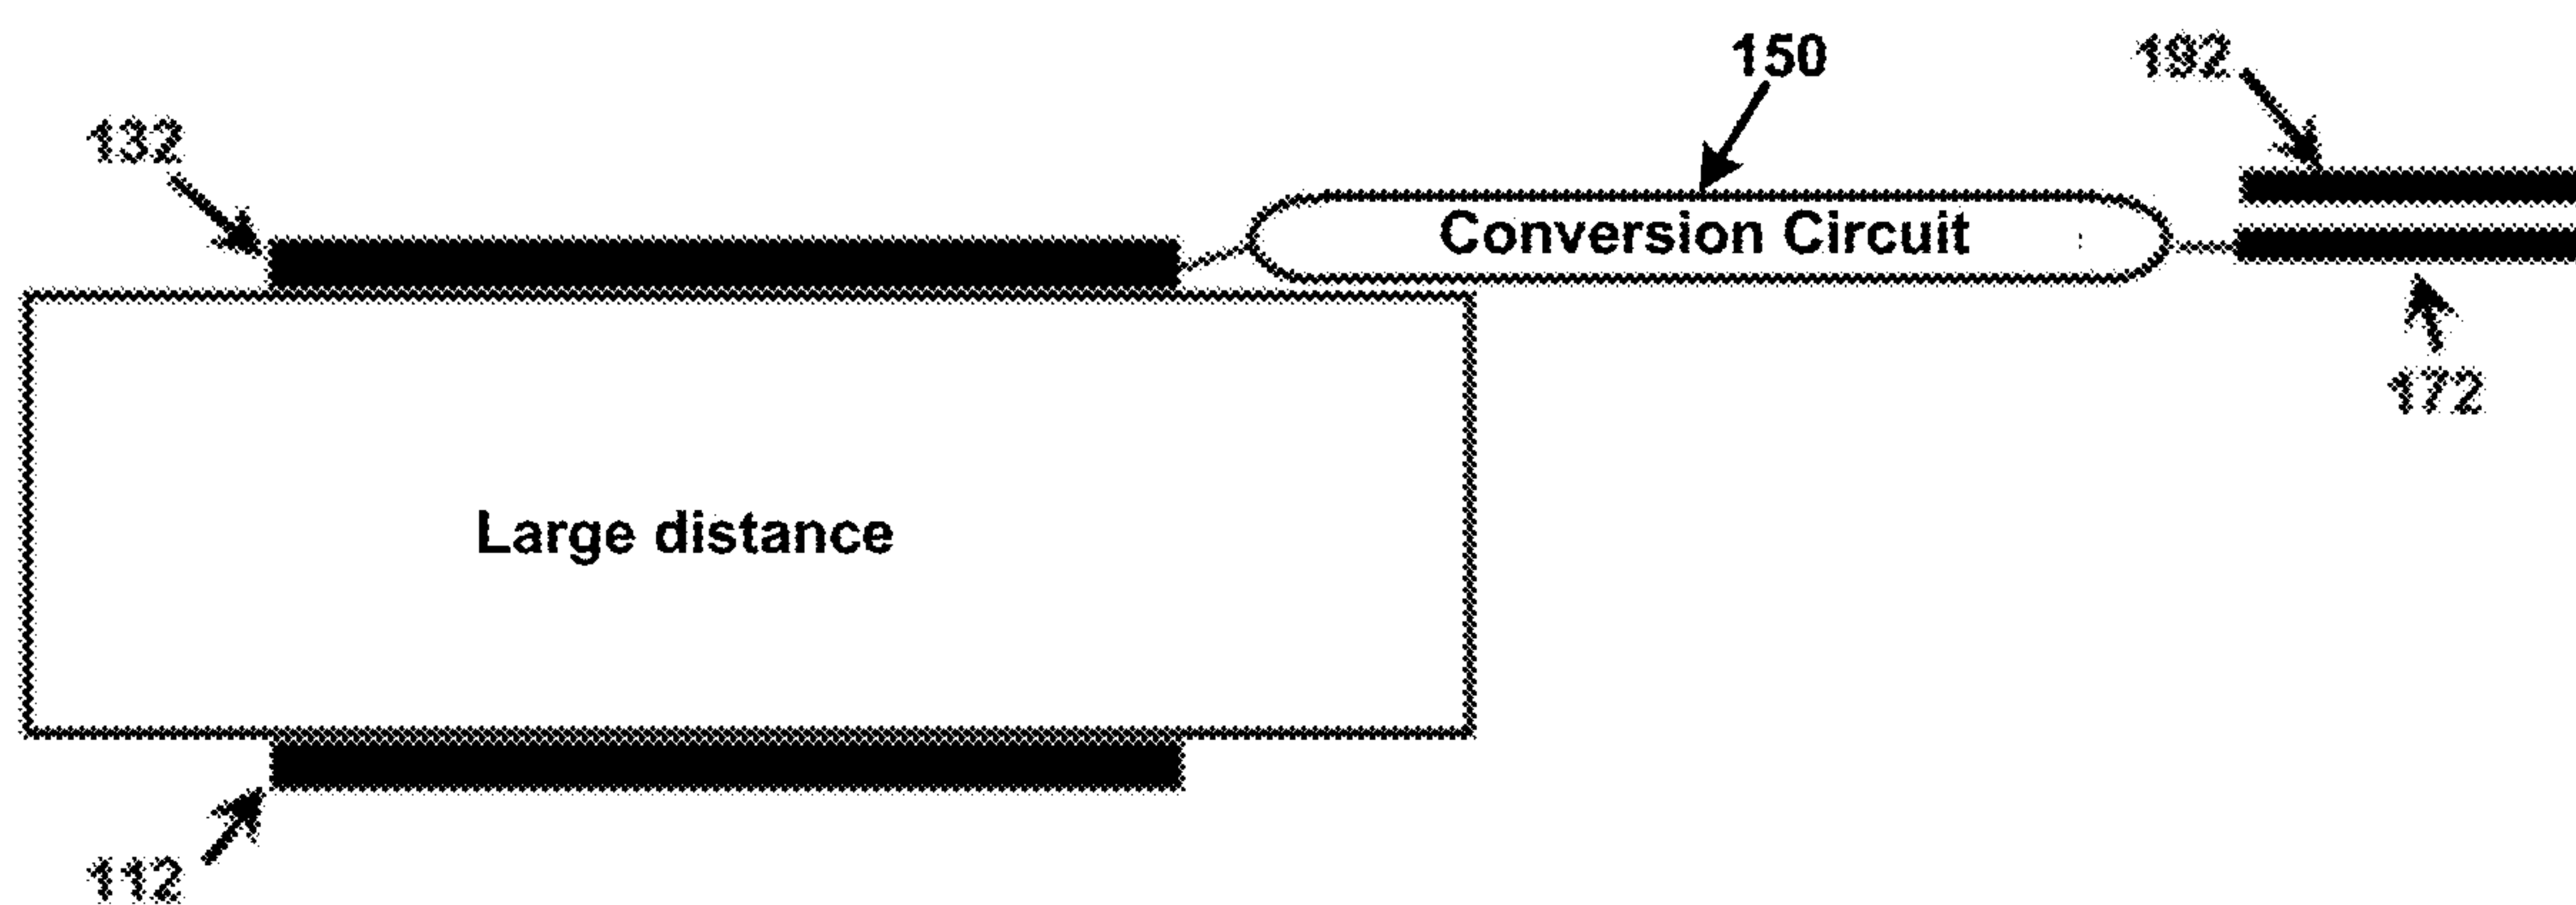 150
192
132
Conversion Circuit
172
Large distance
112